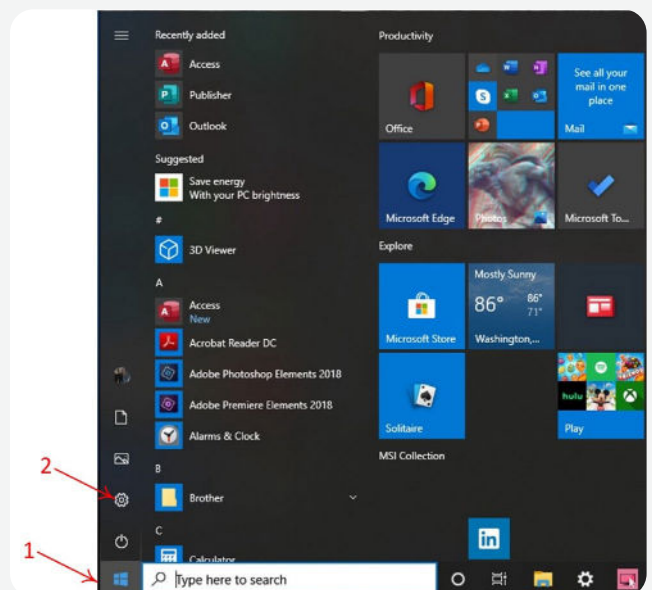 Recently added
Access
Publisher
Outlook
Suggested
Save energy
With your PC brightness
#
3D Viewer
A
Access
New
Acrobat Reader DC
Adobe Photoshop Elements 2018
Adobe Premiere Elements 2018
Alarms & Clock
B
Brother
C
Calculator
Type here to search
Productivity
Office
See all your
mail in one
place
Mail
Microsoft Edge
Photos
Microsoft To...
Explore
Microsoft Store
Mostly Sunny
86° 86°
71°
Washington,...
Solitaire
hulu
Play
MSI Collection
in
2
1